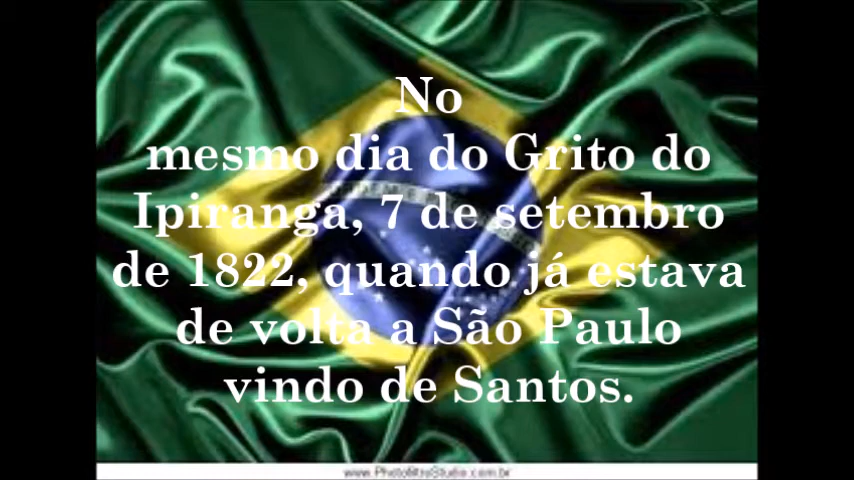 No
mesmo dia do Grito do
Ipiranga, 7 de setembro
de 1822, quando já estava
de volta a São Paulo
vindo de Santos.
www.PhotofiltroStudio.com.br